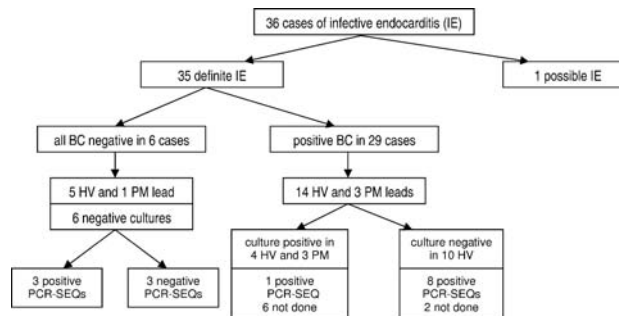 36 cases of infective endocarditis (IE)
35 definite IE
1 possible IE
all BC negative in 6 cases
positive BC in 29 cases
5 HV and 1 PM lead
6 negative cultures
14 HV and 3 PM leads
3 positive
PCR-SEQs
3 negative
PCR-SEQs
culture positive in
4 HV and 3 PM
1 positive
PCR-SEQ
6 not done
culture negative
in 10 HV
8 positive
PCR-SEQs
2 not done